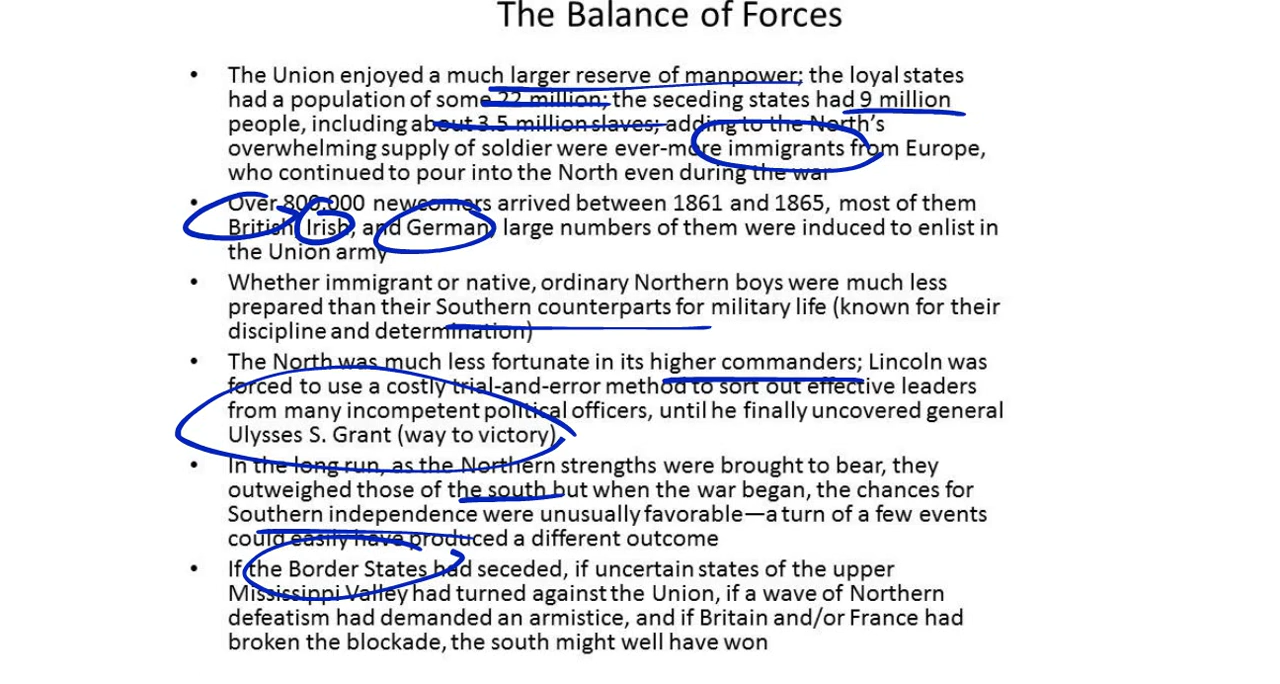 The Balance of Forces
• The Union enjoyed a much larger reserve of manpower; the loyal states
had a population of some 22 million; the seceding states had 9 million
people, including about 3.5 million slaves; adding to the North's
overwhelming supply of soldier were ever-more immigrants from Europe,
who continued to pour into the North even during the war
• Over 800,000 newcomers arrived between 1861 and 1865, most of them
British, Irish, and German; large numbers of them were induced to enlist in
the Union army
• Whether immigrant or native, ordinary Northern boys were much less
prepared than their Southern counterparts for military life (known for their
discipline and determination)
• The North was much less fortunate in its higher commanders; Lincoln was
forced to use a costly trial-and-error method to sort out effective leaders
from many incompetent political officers, until he finally uncovered general
Ulysses S. Grant (way to victory)
• In the long run, as the Northern strengths were brought to bear, they
outweighed those of the south but when the war began, the chances for
Southern independence were unusually favorable—a turn of a few events
could easily have produced a different outcome
• If the Border States had seceded, if uncertain states of the upper
Mississippi Valley had turned against the Union, if a wave of Northern
defeatism had demanded an armistice, and if Britain and/or France had
broken the blockade, the south might well have won